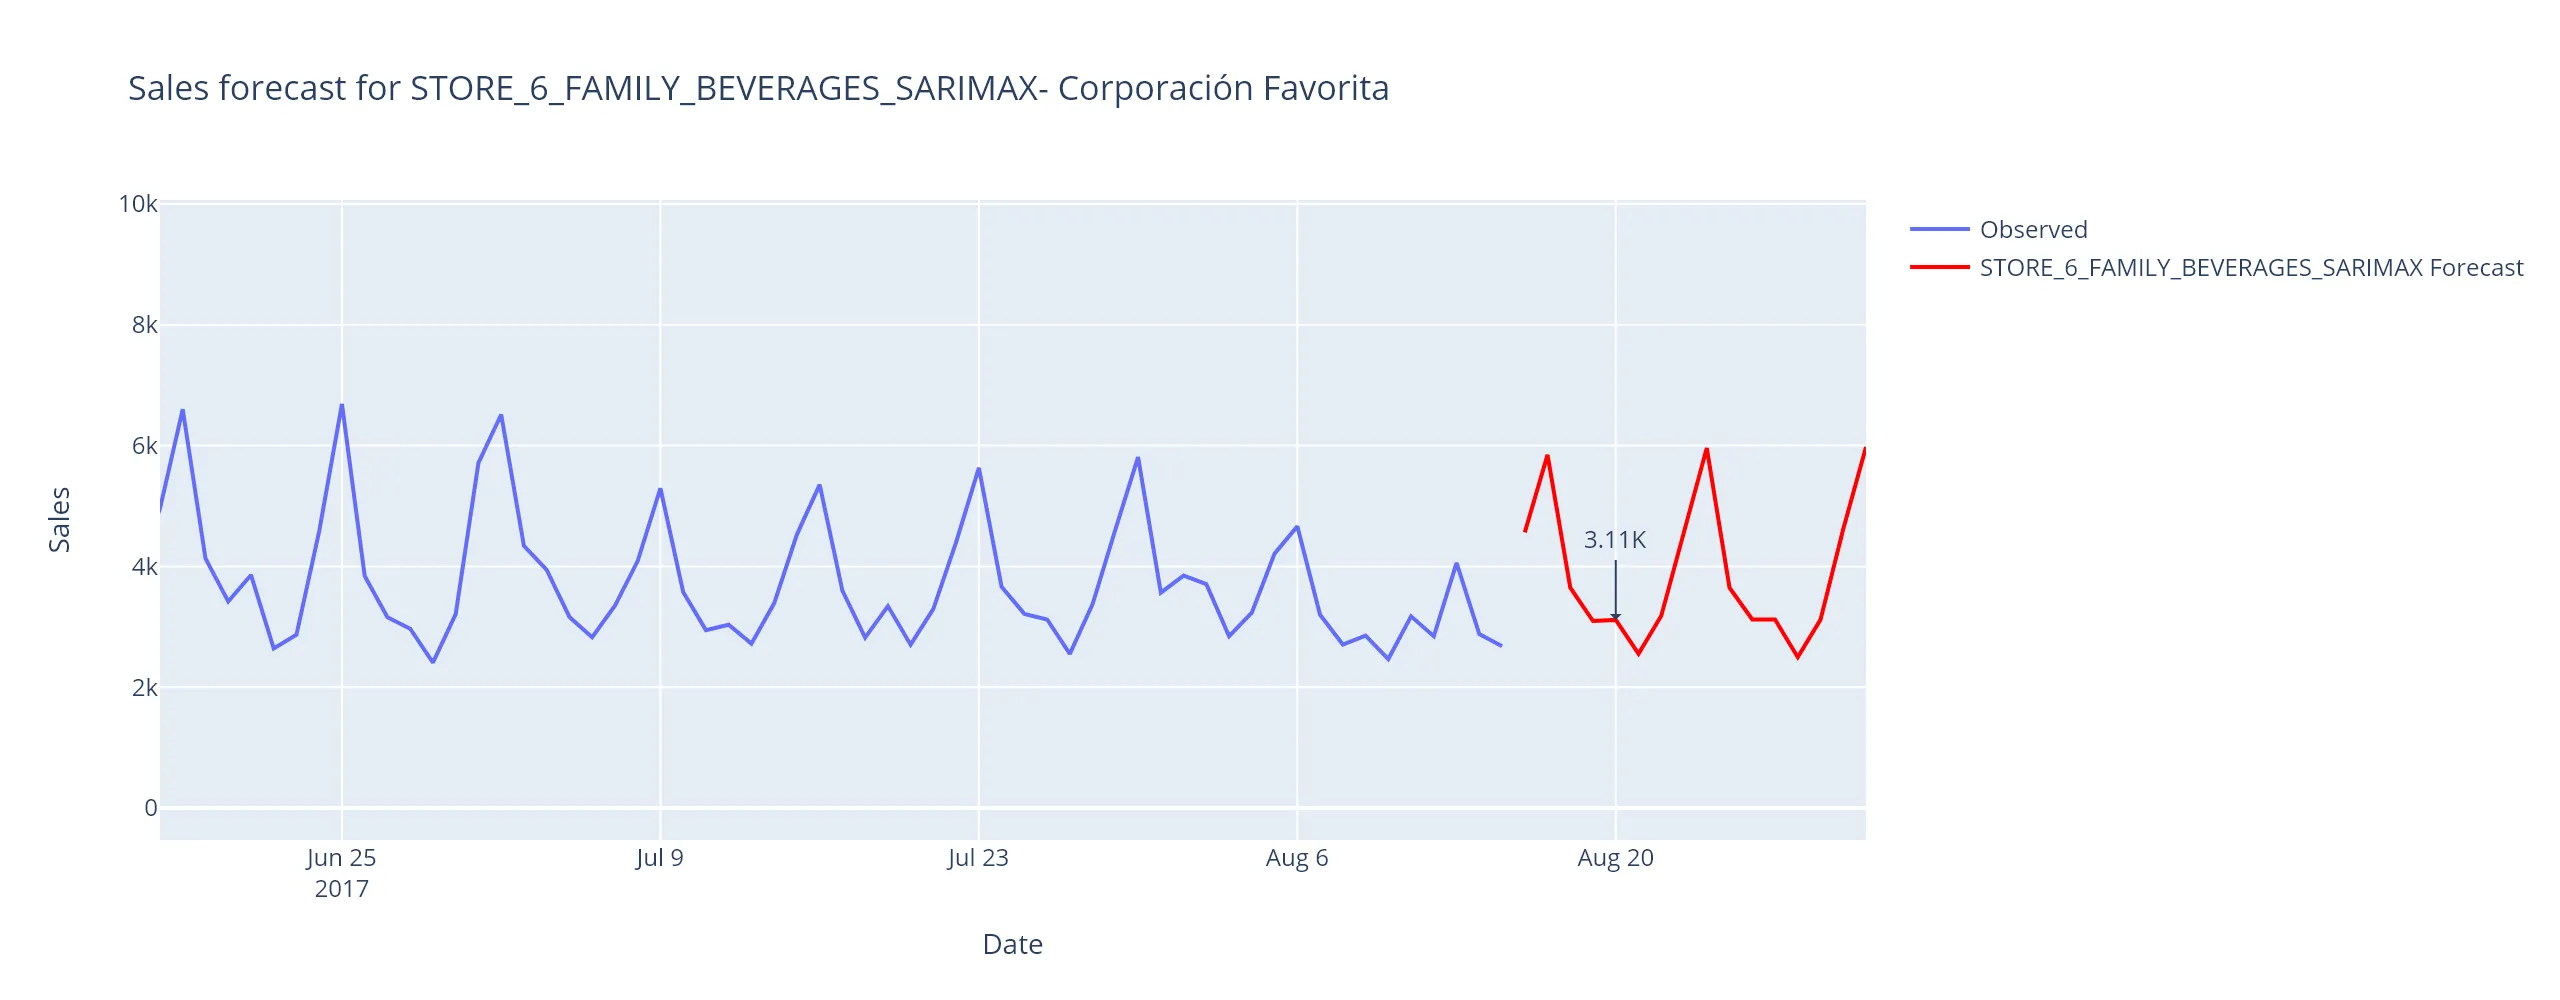 Sales forecast for STORE_6_FAMILY_BEVERAGES_SARIMAX- Corporación Favorita
10k
8k
6k
4k
2k
0
Sales
3.11K
Jun 25
2017
Jul 9
Jul 23
Aug 6
Aug 20
Date
Observed
STORE_6_FAMILY_BEVERAGES_SARIMAX Forecast